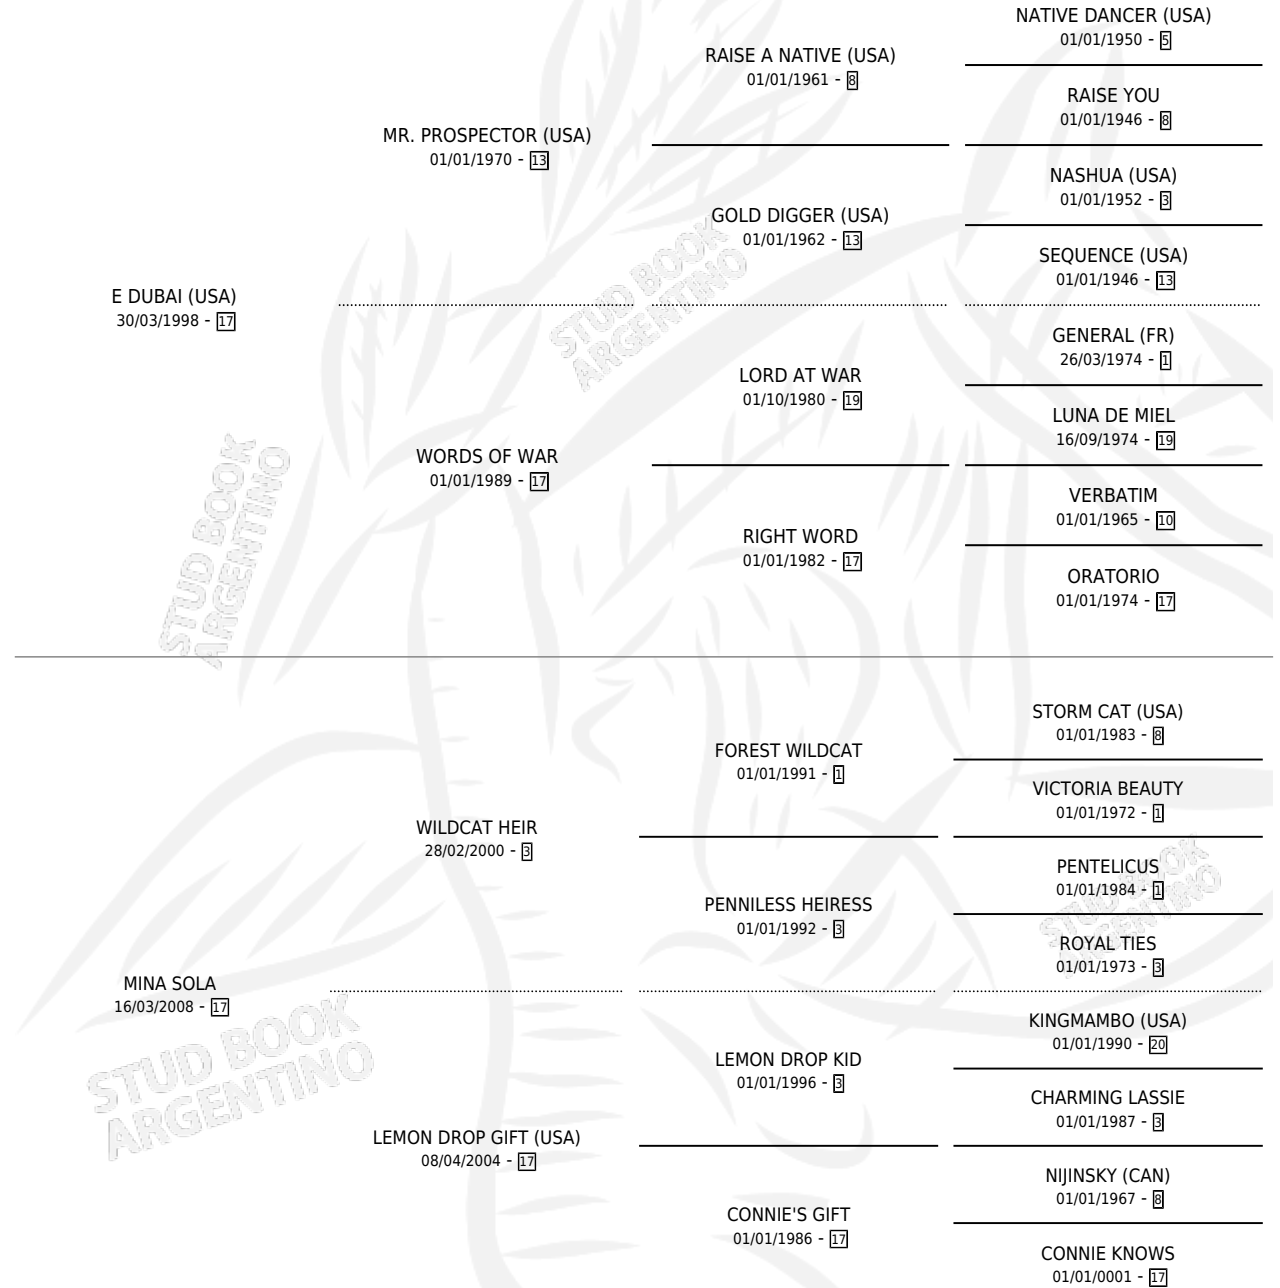 NATIVE DANCER (USA)
01/01/1950 - 5
RAISE A NATIVE (USA)
01/01/1961 - 8
RAISE YOU
01/01/1946 - 8
MR. PROSPECTOR (USA)
01/01/1970 - 13
NASHUA (USA)
01/01/1952 - 3
GOLD DIGGER (USA)
01/01/1962 - 13
SEQUENCE (USA)
01/01/1946 - 13
E DUBAI (USA)
30/03/1998 - 17
STUD BOOK
ARGENTINO
GENERAL (FR)
26/03/1974 - 1
LORD AT WAR
01/10/1980 - 19
LUNA DE MIEL
16/09/1974 - 19
WORDS OF WAR
01/01/1989 - 17
VERBATIM
01/01/1965 - 10
RIGHT WORD
01/01/1982 - 17
ORATORIO
01/01/1974 - 17
STUD BOOK
ARGENTINO
STORM CAT (USA)
01/01/1983 - 8
FOREST WILDCAT
01/01/1991 - 1
VICTORIA BEAUTY
01/01/1972 - 1
WILDCAT HEIR
28/02/2000 - 3
PENTELICUS
01/01/1984 - 1
PENNILESS HEIRESS
01/01/1992 - 3
ROYAL TIES
01/01/1973 - 3
STUD BOOK
ARGENTINO
MINA SOLA
16/03/2008 - 17
KINGMAMBO (USA)
01/01/1990 - 20
LEMON DROP KID
01/01/1996 - 3
CHARMING LASSIE
01/01/1987 - 3
STUD BOOK
ARGENTINO
LEMON DROP GIFT (USA)
08/04/2004 - 17
NIJINSKY (CAN)
01/01/1967 - 8
CONNIE'S GIFT
01/01/1986 - 17
CONNIE KNOWS
01/01/0001 - 17